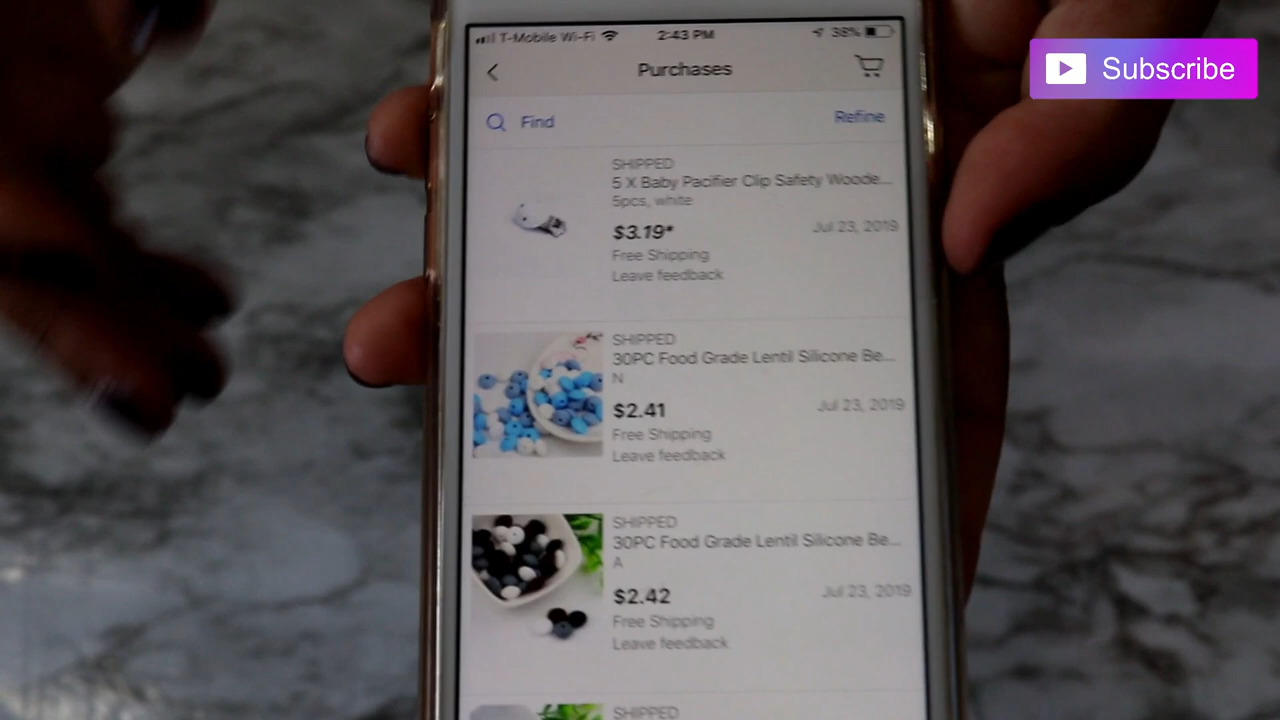 T-Mobile Wi-Fi 2:43 PM 38%
Purchases
Subscribe
Find Refine
SHIPPED
5 X Baby Pacifier Clip Safety Woode...
5pcs, white
$3.19* Jul 23, 2019
Free Shipping
Leave feedback
SHIPPED
30PC Food Grade Lentil Silicone Be...
N
$2.41 Jul 23, 2019
Free Shipping
Leave feedback
SHIPPED
30PC Food Grade Lentil Silicone Be...
A
$2.42 Jul 23, 2019
Free Shipping
Leave feedback
SHIPPED